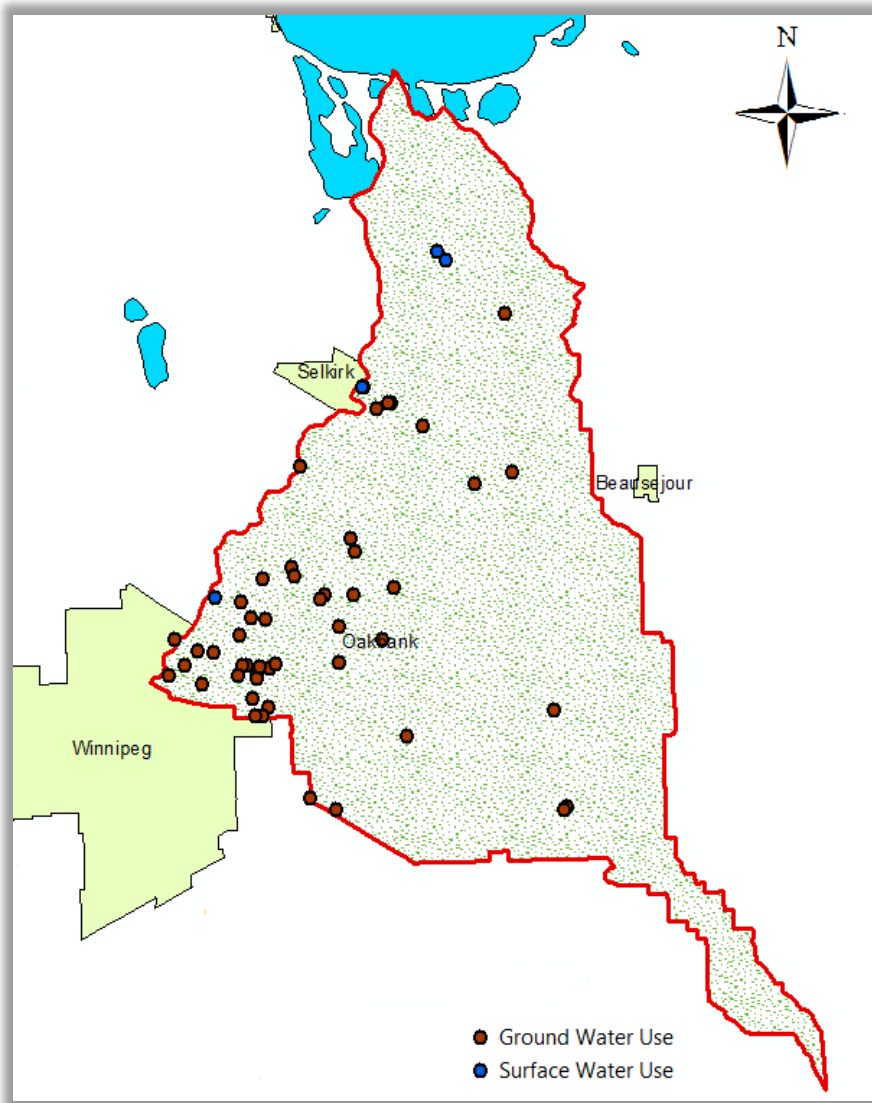 N
Selkirk
Beausejour
Oakbank
Winnipeg
Ground Water Use
Surface Water Use